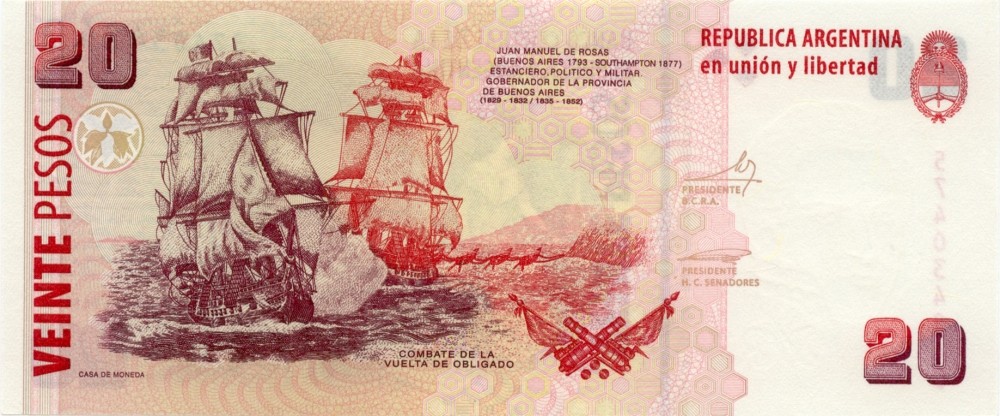 20
VEINTE PESOS
JUAN MANUEL DE ROSAS
(BUENOS AIRES 1793 - SOUTHAMPTON 1877)
ESTANCIERO, POLITICO Y MILITAR.
GOBERNADOR DE LA PROVINCIA
DE BUENOS AIRES
(1829 - 1832 / 1835 - 1852)
REPUBLICA ARGENTINA
en unión y libertad
PRESIDENTE
B.C.R.A.
PRESIDENTE
H. C. SENADORES
COMBATE DE LA
VUELTA DE OBLIGADO
CASA DE MONEDA
20